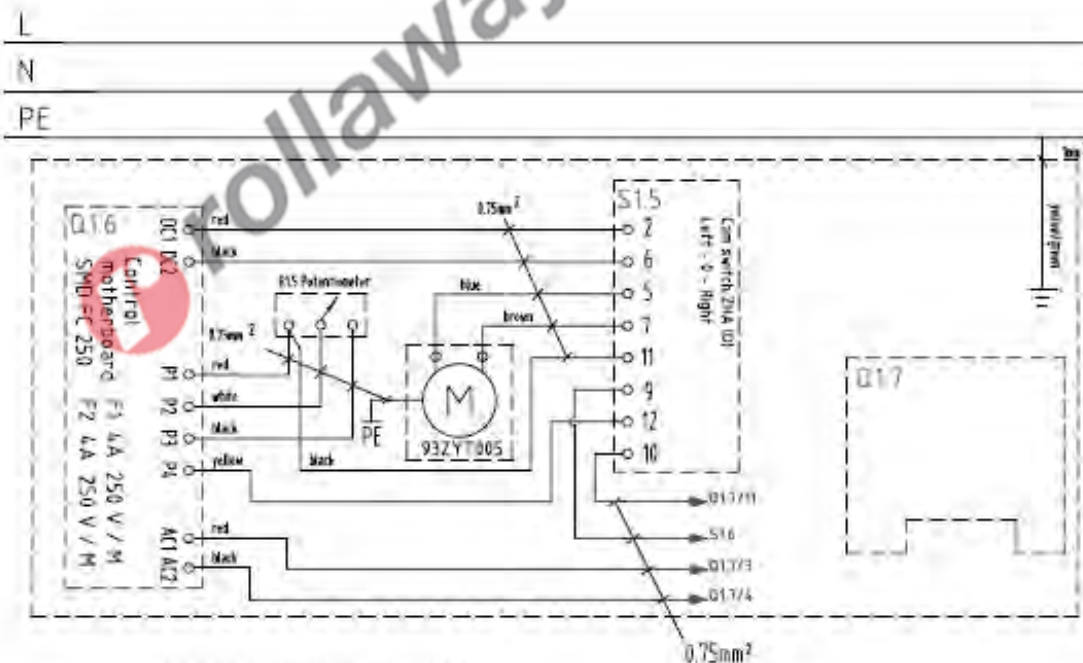 L
N
PE
rollaway
Q1.6
Control
motherboard
SMD FC 250
F1 4A 250 V / M
F2 4A 250 V / M
DC1
DC2
P1
P2
P3
P4
AC1
AC2
red
black
R1.5 Potentiometer
0.75mm²
red
white
black
yellow
black
red
black
PE
M
93ZYT005
blue
brown
0.75mm²
S1.5
Cam switch ZHA (D)
Left - 0 - Right
2
6
5
7
11
9
12
10
Q1.7/11
S1.6
Q1.7/3
Q1.7/4
0.75mm²
Q1.7
yellow/green